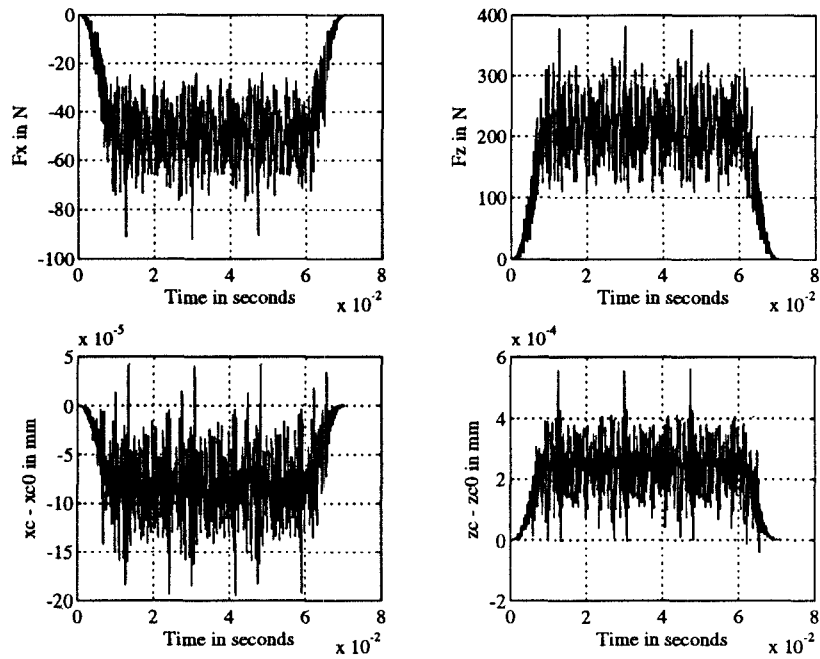 0
-20
-40
-60
-80
-100
Fx in N
0 2 4 6 8
Time in seconds
x 10-2
400
300
200
100
0
Fz in N
0 2 4 6 8
Time in seconds
x 10-2
x 10-5
5
0
-5
-10
-15
-20
xc - xc0 in mm
0 2 4 6 8
Time in seconds
x 10-2
x 10-4
6
4
2
0
-2
zc - zc0 in mm
0 2 4 6 8
Time in seconds
x 10-2